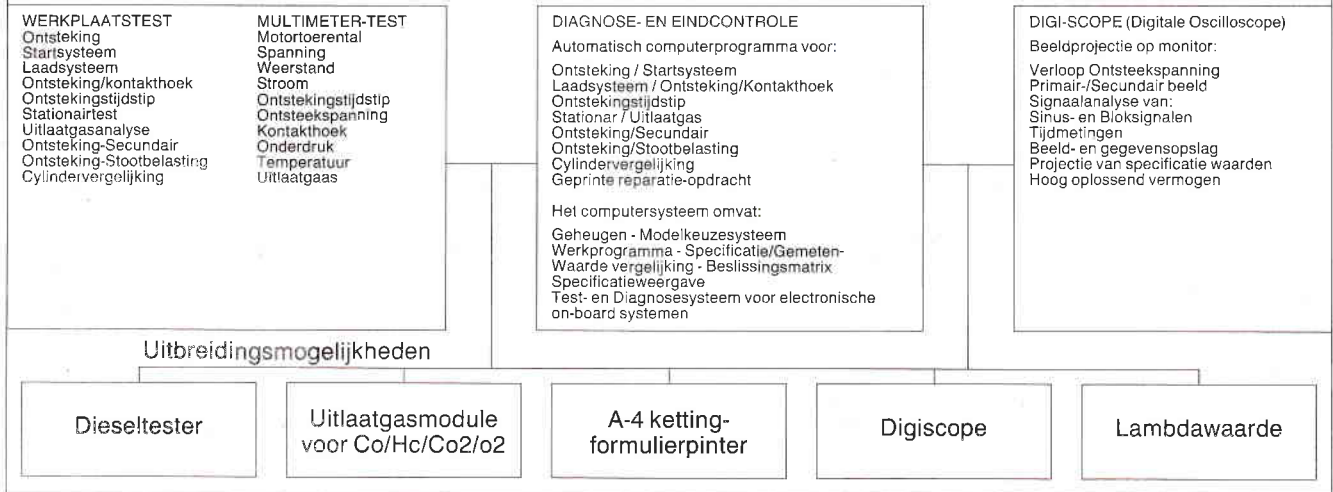 WERKPLAATSTEST
Ontsteking
Startsysteem
Laadsysteem
Ontsteking/kontakthoek
Ontstekingstijdstip
Stationairtest
Uitlaatgasanalyse
Ontsteking-Secundair
Ontsteking-Stootbelasting
Cylindervergelijking
MULTIMETER-TEST
Motortoerental
Spanning
Weerstand
Stroom
Ontstekingstijdstip
Ontsteekspanning
Kontakthoek
Onderdruk
Temperatuur
Uitlaatgaas
DIAGNOSE- EN EINDCONTROLE
Automatisch computerprogramma voor:
Ontsteking / Startsysteem
Laadsysteem / Ontsteking/Kontakthoek
Ontstekingstijdstip
Stationar / Uitlaatgas
Ontsteking/Secundair
Ontsteking/Stootbelasting
Cylindervergelijking
Geprinte reparatie-opdracht
Het computersysteem omvat:
Geheugen - Modelkeuzesysteem
Werkprogramma - Specificatie/Gemeten-
Waarde vergelijking - Beslissingsmatrix
Specificatieweergave
Test- en Diagnosesysteem voor electronische
on-board systemen
DIGI-SCOPE (Digitale Oscilloscope)
Beeldprojectie op monitor:
Verloop Ontsteekspanning
Primair-/Secundair beeld
Signaalanalyse van:
Sinus- en Bloksignalen
Tijdmetingen
Beeld- en gegevensopslag
Projectie van specificatie waarden
Hoog oplossend vermogen
Uitbreidingsmogelijkheden
Dieseltester
Uitlaatgasmodule
voor Co/Hc/Co2/o2
A-4 ketting-
formulierpinter
Digiscope
Lambdawaarde